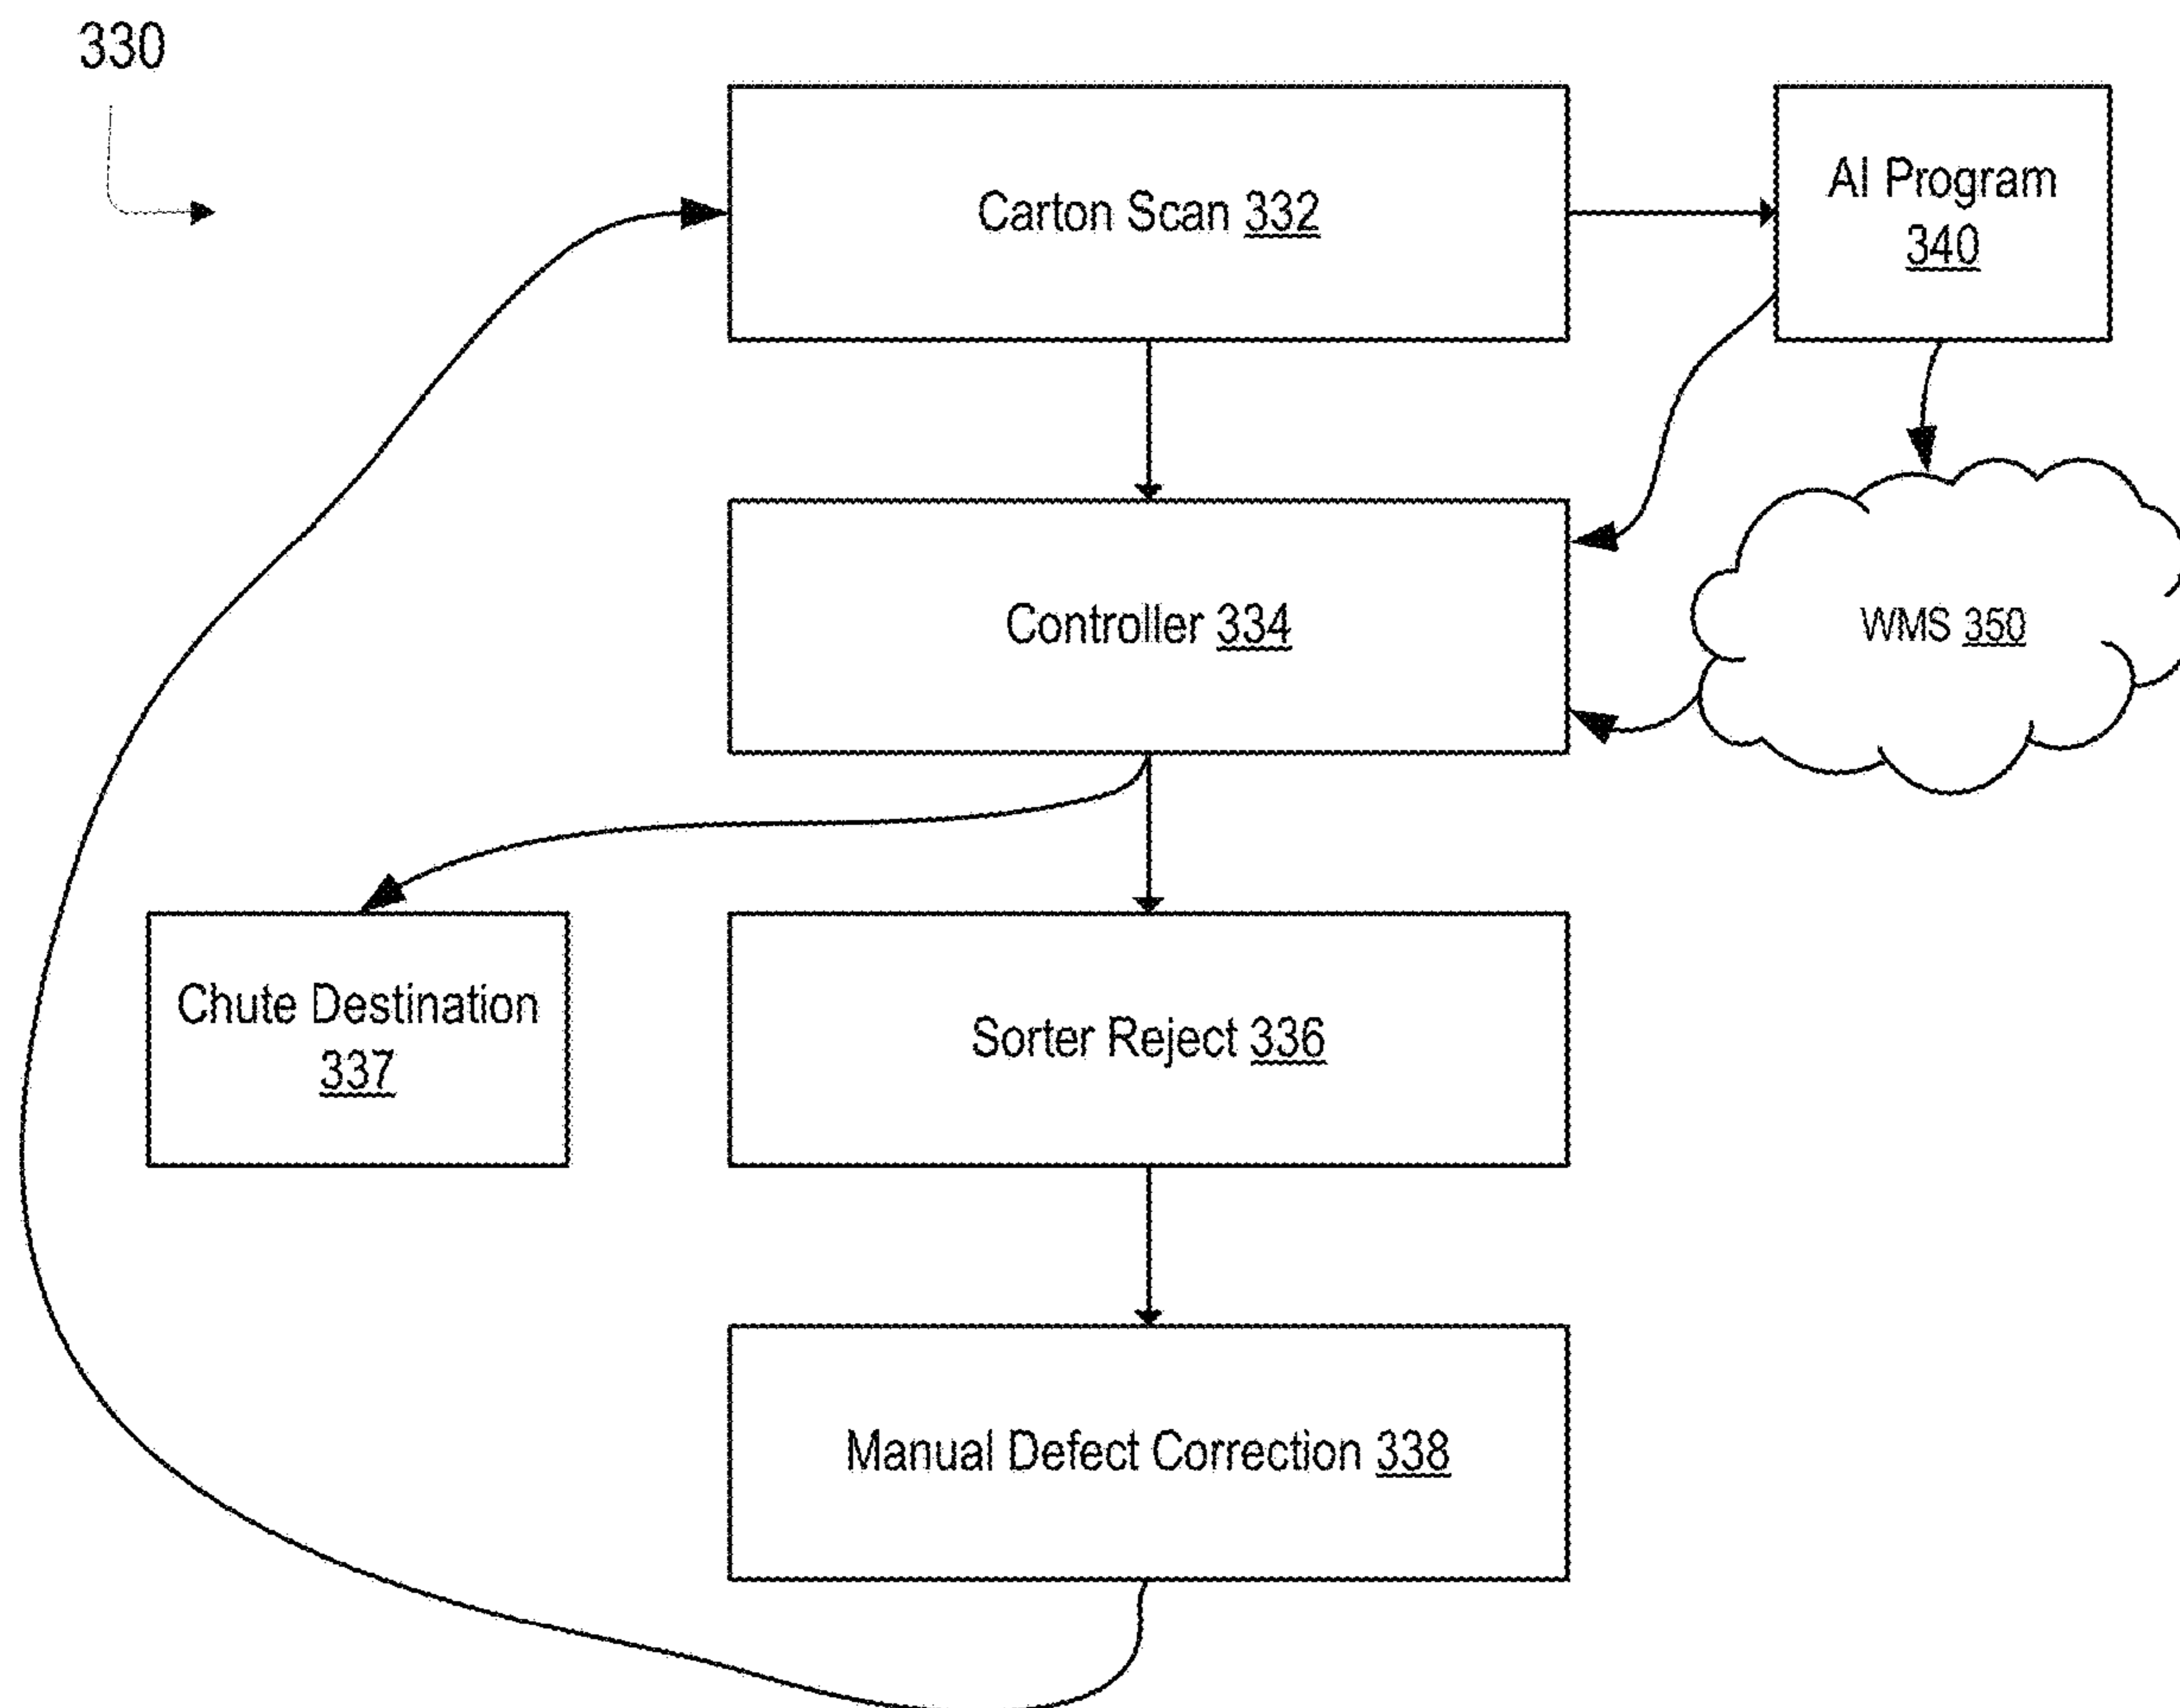 330
Carton Scan 332
AI Program
340
Controller 334
WMS 350
Chute Destination
337
Sorter Reject 336
Manual Defect Correction 338